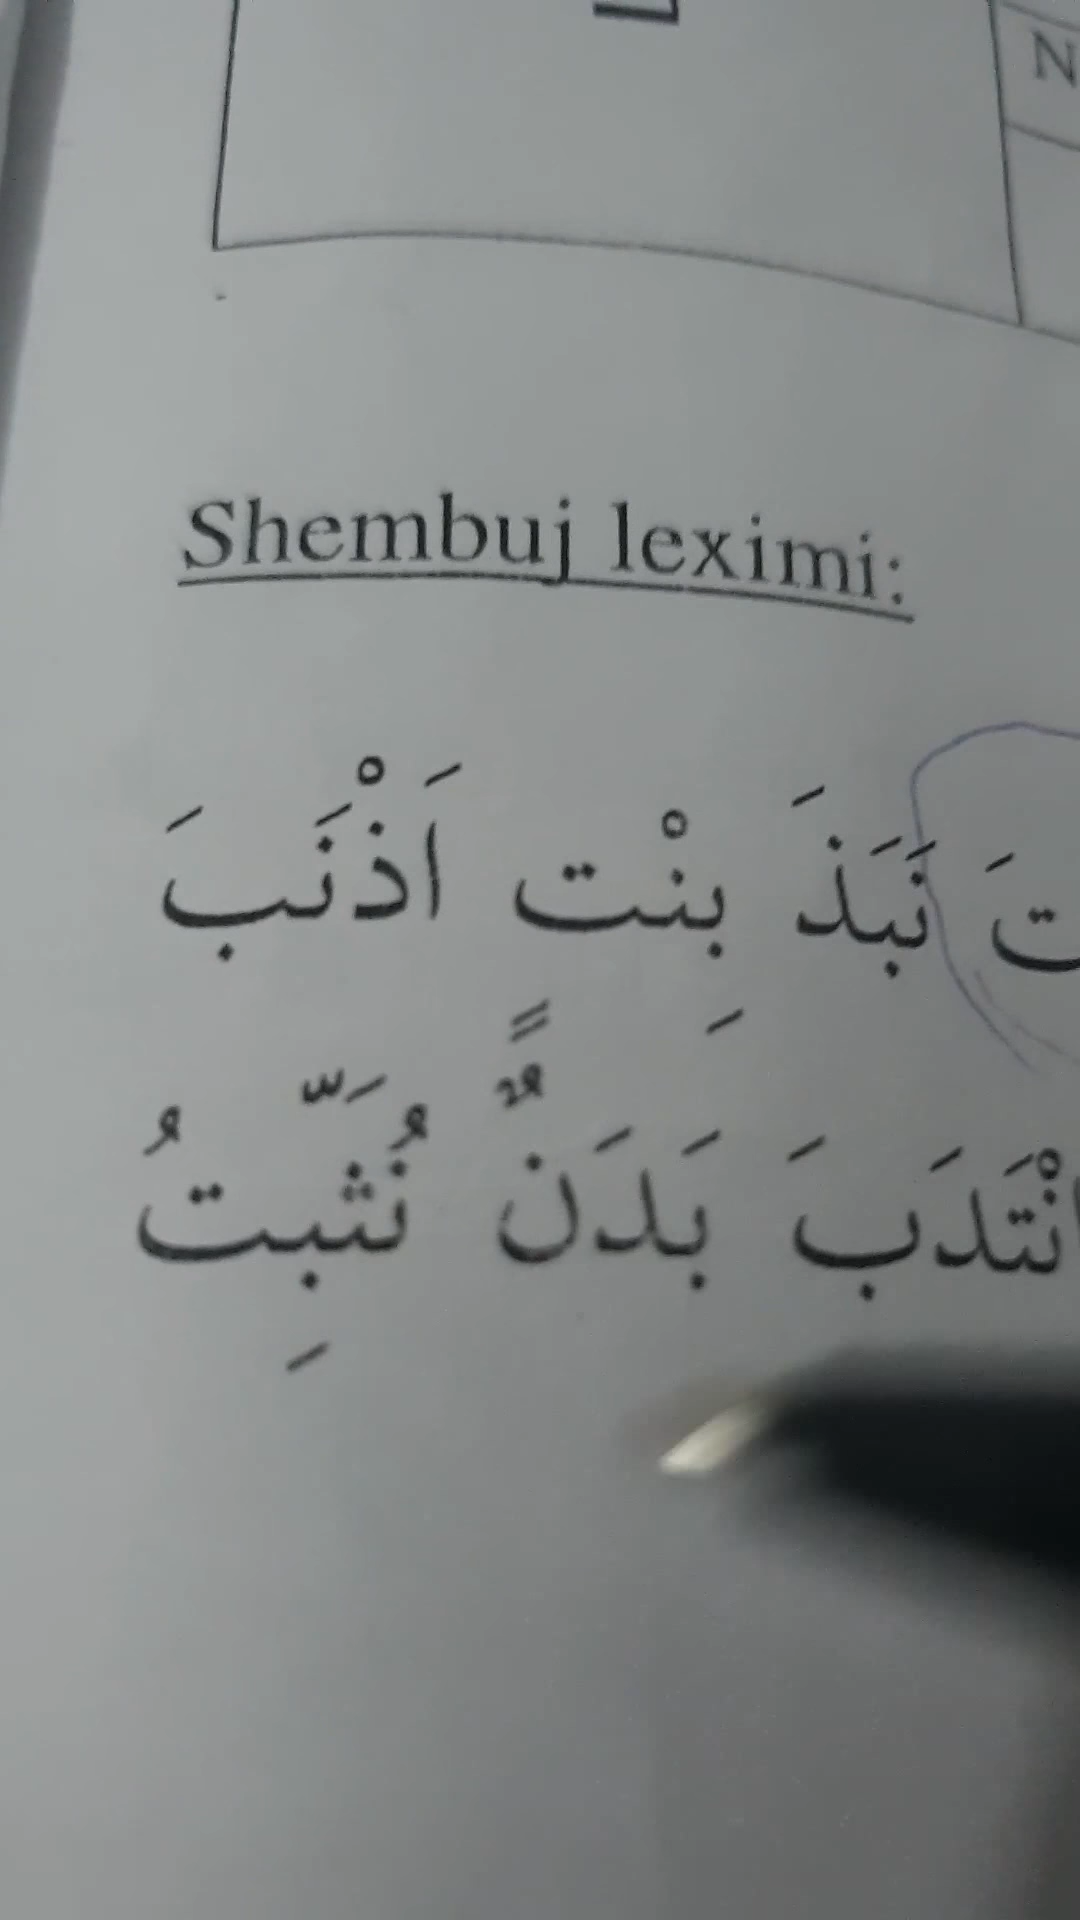 N
Shembuj leximi:
تَ نَبَذَ بِنْت اَذْنَبَ
نْتَدَبَ بَدَنٌ نُثَبِّتُ